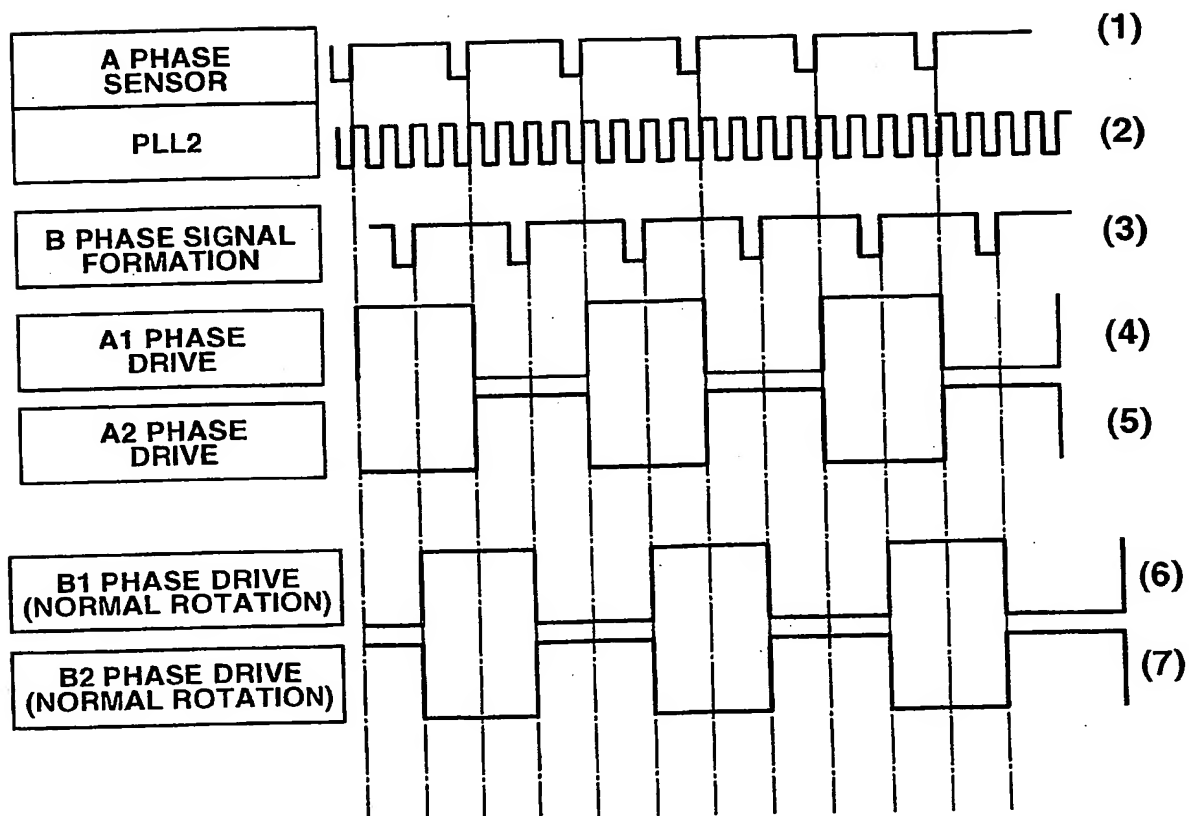 A PHASE
SENSOR
(1)
PLL2
(2)
B PHASE SIGNAL
FORMATION
(3)
A1 PHASE
DRIVE
(4)
A2 PHASE
DRIVE
(5)
B1 PHASE DRIVE
(NORMAL ROTATION)
(6)
B2 PHASE DRIVE
(NORMAL ROTATION)
(7)